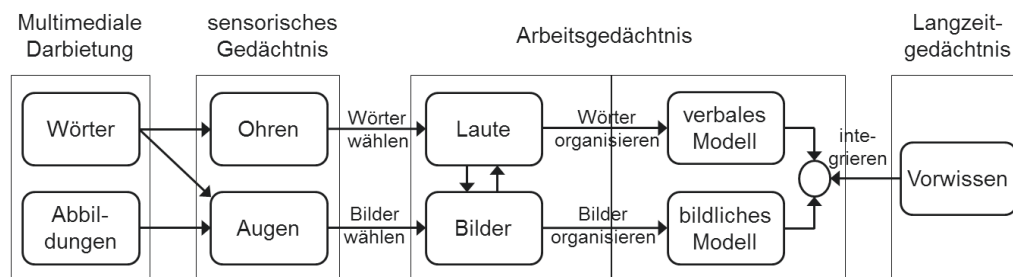 Multimediale
Darbietung
sensorisches
Gedächtnis
Arbeitsgedächtnis
Langzeit-
gedächtnis
Wörter
Ohren
Wörter
wählen
Laute
Wörter
organisieren
verbales
Modell
inte-
grieren
Vorwissen
Abbil-
dungen
Augen
Bilder
wählen
Bilder
Bilder
organisieren
bildliches
Modell